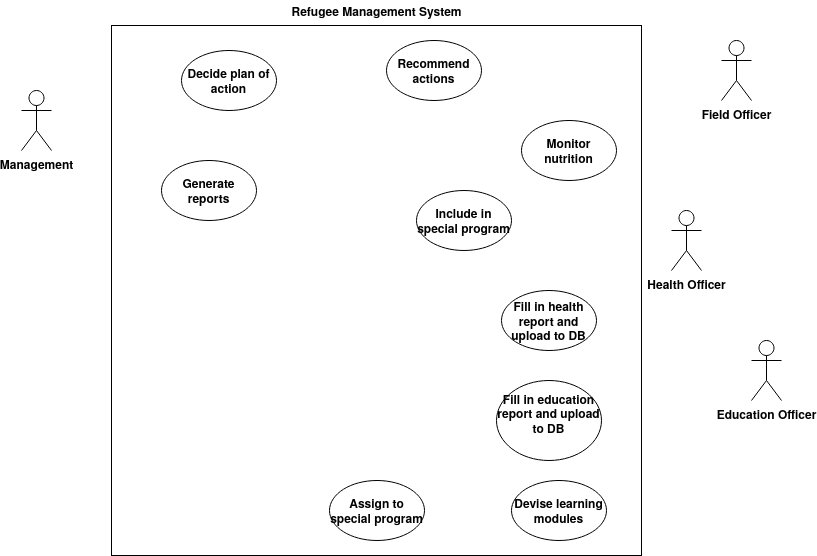 Refugee Management System
Decide plan of
action
Recommend
actions
Field Officer
Management
Monitor
nutrition
Generate
reports
Include in
special program
Health Officer
Fill in health
report and
upload to DB
Education Officer
Fill in education
report and upload
to DB
Assign to
special program
Devise learning
modules